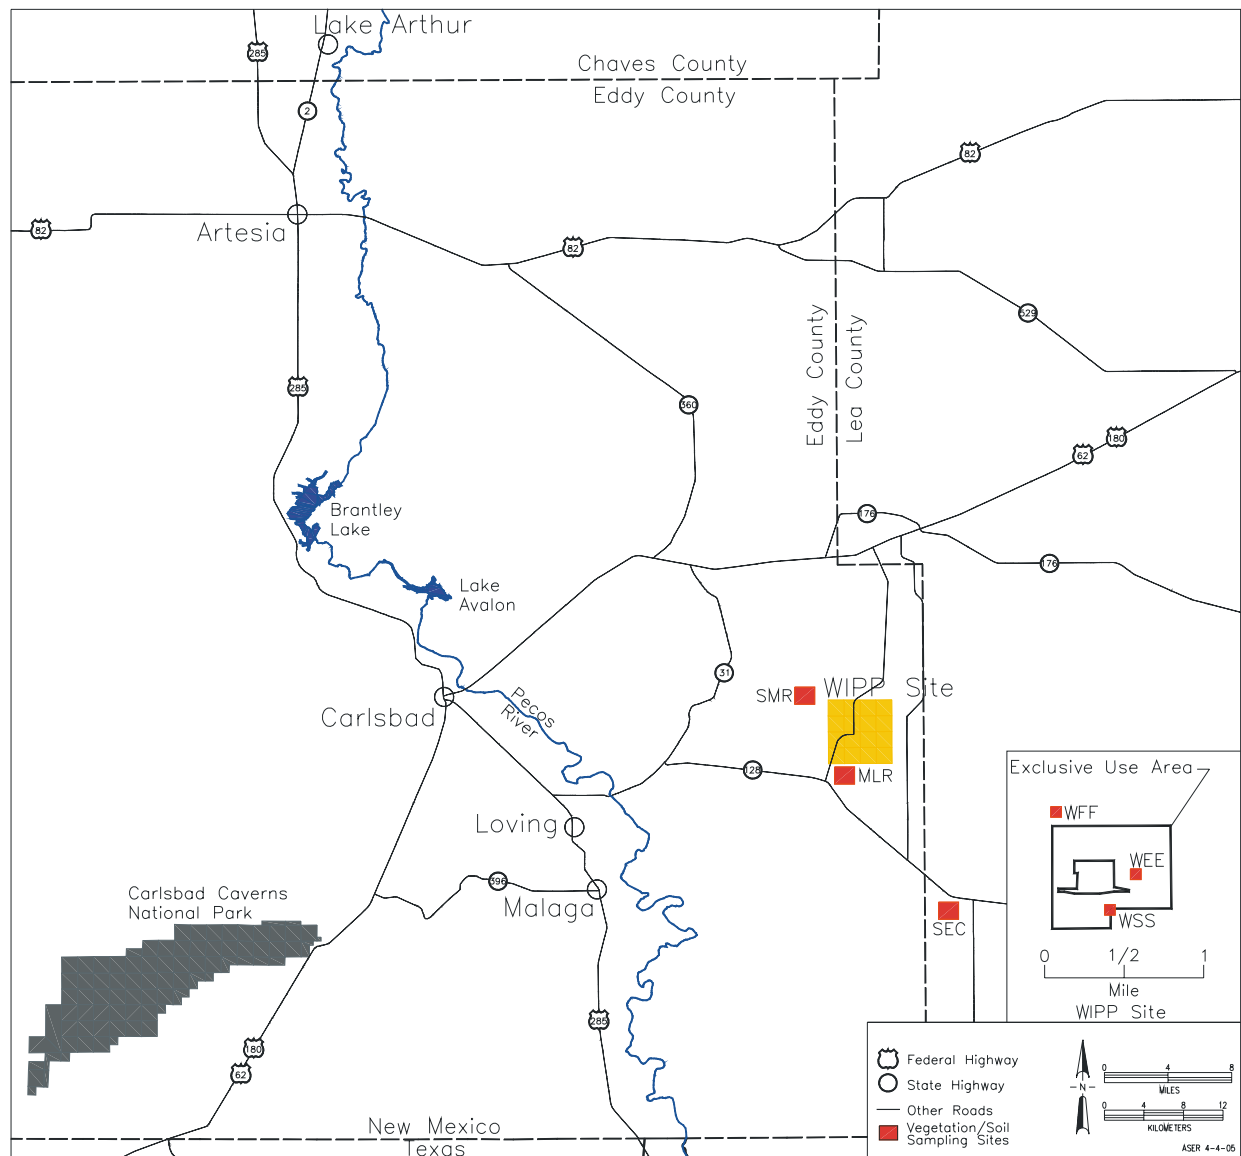 Lake Arthur
285
Chaves County
Eddy County
2
82
Artesia
82
82
529
Eddy County
Lea County
285
360
180
62
Brantley
Lake
176
176
Lake
Avalon
31
SMR
WIPP Site
Pecos
River
Carlsbad
128
MLR
Exclusive Use Area
WFF
Loving
WEE
396
Carlsbad Caverns
National Park
Malaga
WSS
SEC
0 1/2 1
Mile
WIPP Site
285
180
62
Federal Highway
State Highway
Other Roads
Vegetation/Soil
Sampling Sites
N
0 4 8
MILES
0 4 8 12
KILOMETERS
ASER 4-4-05
New Mexico
Texas